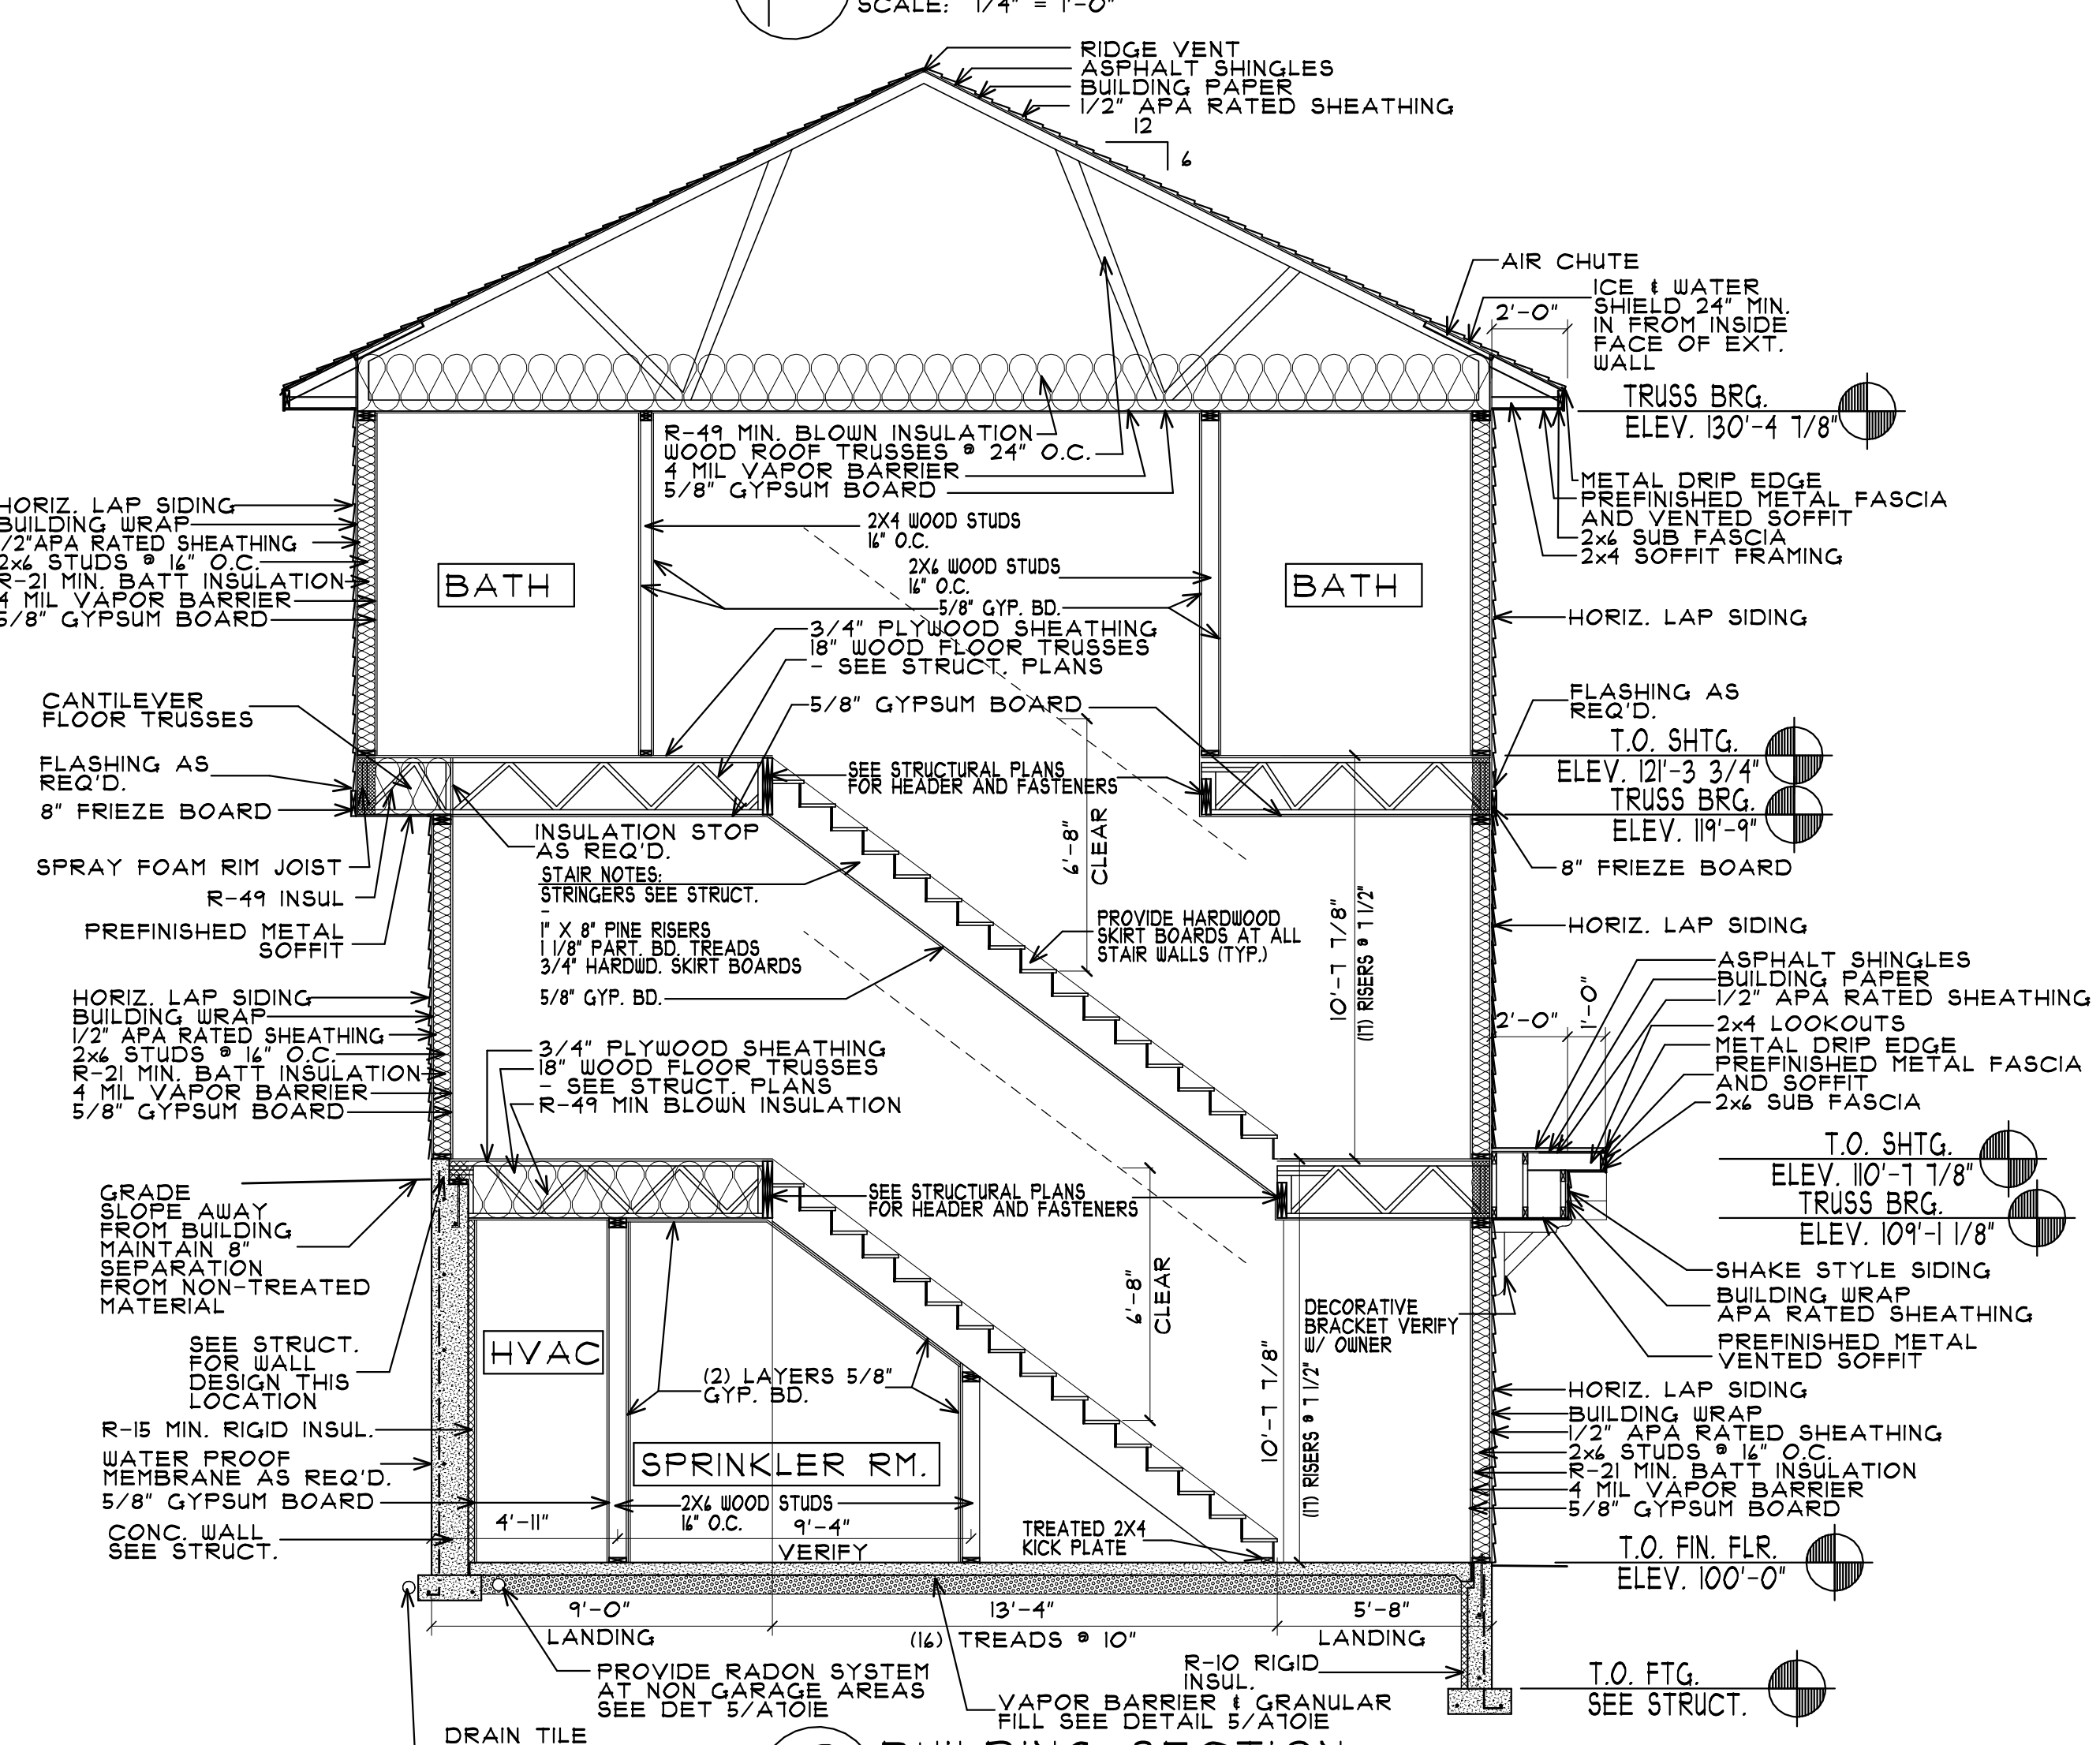 SCALE: 1/4" = 1'-0"
RIDGE VENT
ASPHALT SHINGLES
BUILDING PAPER
1/2" APA RATED SHEATHING
12
6
AIR CHUTE
ICE & WATER
SHIELD 24" MIN.
IN FROM INSIDE
FACE OF EXT.
WALL
2'-0"
TRUSS BRG.
ELEV. 130'-4 7/8"
R-49 MIN. BLOWN INSULATION
WOOD ROOF TRUSSES @ 24" O.C.
4 MIL VAPOR BARRIER
5/8" GYPSUM BOARD
METAL DRIP EDGE
PREFINISHED METAL FASCIA
AND VENTED SOFFIT
2x6 SUB FASCIA
2x4 SOFFIT FRAMING
HORIZ. LAP SIDING
BUILDING WRAP
/2"APA RATED SHEATHING
2x6 STUDS @ 16" O.C.
R-21 MIN. BATT INSULATION
4 MIL VAPOR BARRIER
5/8" GYPSUM BOARD
2X4 WOOD STUDS
16" O.C.
2X6 WOOD STUDS
16" O.C.
5/8" GYP. BD.
BATH
BATH
HORIZ. LAP SIDING
3/4" PLYWOOD SHEATHING
18" WOOD FLOOR TRUSSES
- SEE STRUCT. PLANS
5/8" GYPSUM BOARD
CANTILEVER
FLOOR TRUSSES
FLASHING AS
REQ'D.
8" FRIEZE BOARD
FLASHING AS
REQ'D.
T.O. SHTG.
ELEV. 121'-3 3/4"
TRUSS BRG.
ELEV. 119'-9"
8" FRIEZE BOARD
SEE STRUCTURAL PLANS
FOR HEADER AND FASTENERS
INSULATION STOP
AS REQ'D.
SPRAY FOAM RIM JOIST
R-49 INSUL
PREFINISHED METAL
SOFFIT
STAIR NOTES:
STRINGERS SEE STRUCT.
-
1" X 8" PINE RISERS
1 1/8" PART. BD. TREADS
3/4" HARDWD. SKIRT BOARDS
5/8" GYP. BD.
6'-8"
CLEAR
PROVIDE HARDWOOD
SKIRT BOARDS AT ALL
STAIR WALLS (TYP.)
10'-7 7/8"
(17) RISERS @ 7 1/2"
HORIZ. LAP SIDING
ASPHALT SHINGLES
BUILDING PAPER
1/2" APA RATED SHEATHING
2x4 LOOKOUTS
METAL DRIP EDGE
PREFINISHED METAL FASCIA
AND SOFFIT
2x6 SUB FASCIA
2'-0"
1'-0"
HORIZ. LAP SIDING
BUILDING WRAP
1/2" APA RATED SHEATHING
2x6 STUDS @ 16" O.C.
R-21 MIN. BATT INSULATION
4 MIL VAPOR BARRIER
5/8" GYPSUM BOARD
3/4" PLYWOOD SHEATHING
18" WOOD FLOOR TRUSSES
- SEE STRUCT. PLANS
R-49 MIN BLOWN INSULATION
T.O. SHTG.
ELEV. 110'-7 7/8"
TRUSS BRG.
ELEV. 109'-1 1/8"
GRADE
SLOPE AWAY
FROM BUILDING
MAINTAIN 8"
SEPARATION
FROM NON-TREATED
MATERIAL
SEE STRUCTURAL PLANS
FOR HEADER AND FASTENERS
6'-8"
CLEAR
DECORATIVE
BRACKET VERIFY
W/ OWNER
SHAKE STYLE SIDING
BUILDING WRAP
APA RATED SHEATHING
PREFINISHED METAL
VENTED SOFFIT
SEE STRUCT.
FOR WALL
DESIGN THIS
LOCATION
HVAC
(2) LAYERS 5/8"
GYP. BD.
10'-7 7/8"
(17) RISERS @ 7 1/2"
R-15 MIN. RIGID INSUL.
WATER PROOF
MEMBRANE AS REQ'D.
5/8" GYPSUM BOARD
CONC. WALL
SEE STRUCT.
SPRINKLER RM.
2X6 WOOD STUDS
16" O.C.
4'-11"
9'-4"
VERIFY
TREATED 2X4
KICK PLATE
HORIZ. LAP SIDING
BUILDING WRAP
1/2" APA RATED SHEATHING
2x6 STUDS @ 16" O.C.
R-21 MIN. BATT INSULATION
4 MIL VAPOR BARRIER
5/8" GYPSUM BOARD
T.O. FIN. FLR.
ELEV. 100'-0"
9'-0"
LANDING
13'-4"
(16) TREADS @ 10"
5'-8"
LANDING
PROVIDE RADON SYSTEM
AT NON GARAGE AREAS
SEE DET 5/A701E
R-10 RIGID
INSUL.
VAPOR BARRIER & GRANULAR
FILL SEE DETAIL 5/A701E
T.O. FTG.
SEE STRUCT.
DRAIN TILE
BUILDING SECTION